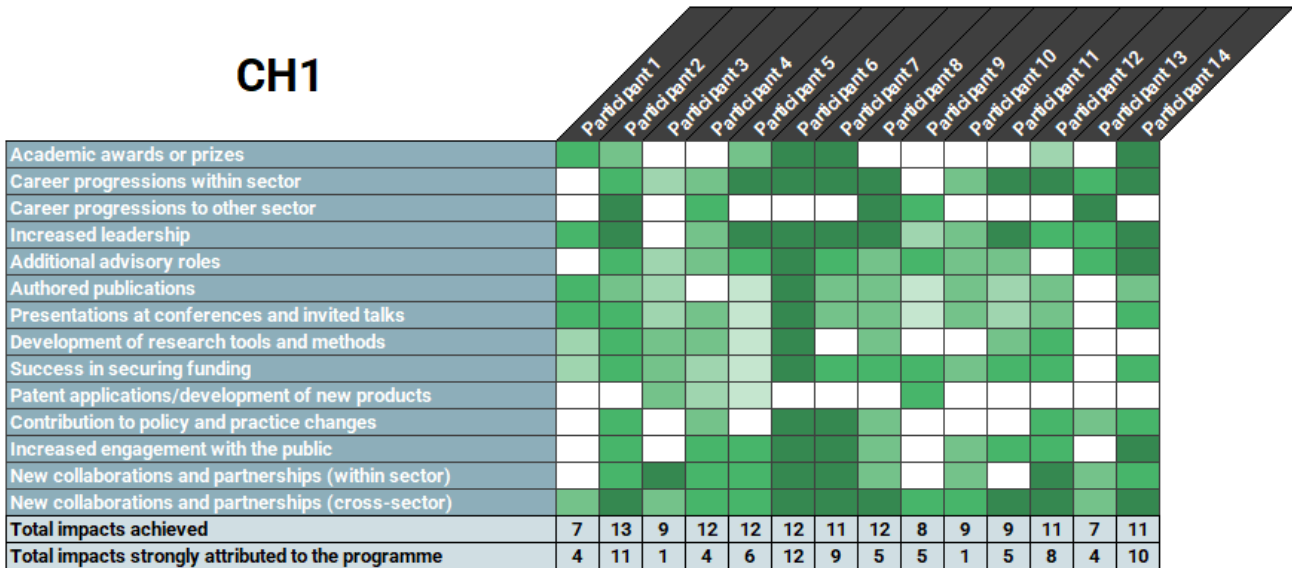 CH1
Participant 1
Participant 2
Participant 3
Participant 4
Participant 5
Participant 6
Participant 7
Participant 8
Participant 9
Participant 10
Participant 11
Participant 12
Participant 13
Participant 14
Academic awards or prizes
Career progressions within sector
Career progressions to other sector
Increased leadership
Additional advisory roles
Authored publications
Presentations at conferences and invited talks
Development of research tools and methods
Success in securing funding
Patent applications/development of new products
Contribution to policy and practice changes
Increased engagement with the public
New collaborations and partnerships (within sector)
New collaborations and partnerships (cross-sector)
Total impacts achieved 7 13 9 12 12 12 11 12 8 9 9 11 7 11
Total impacts strongly attributed to the programme 4 11 1 4 6 12 9 5 5 1 5 8 4 10